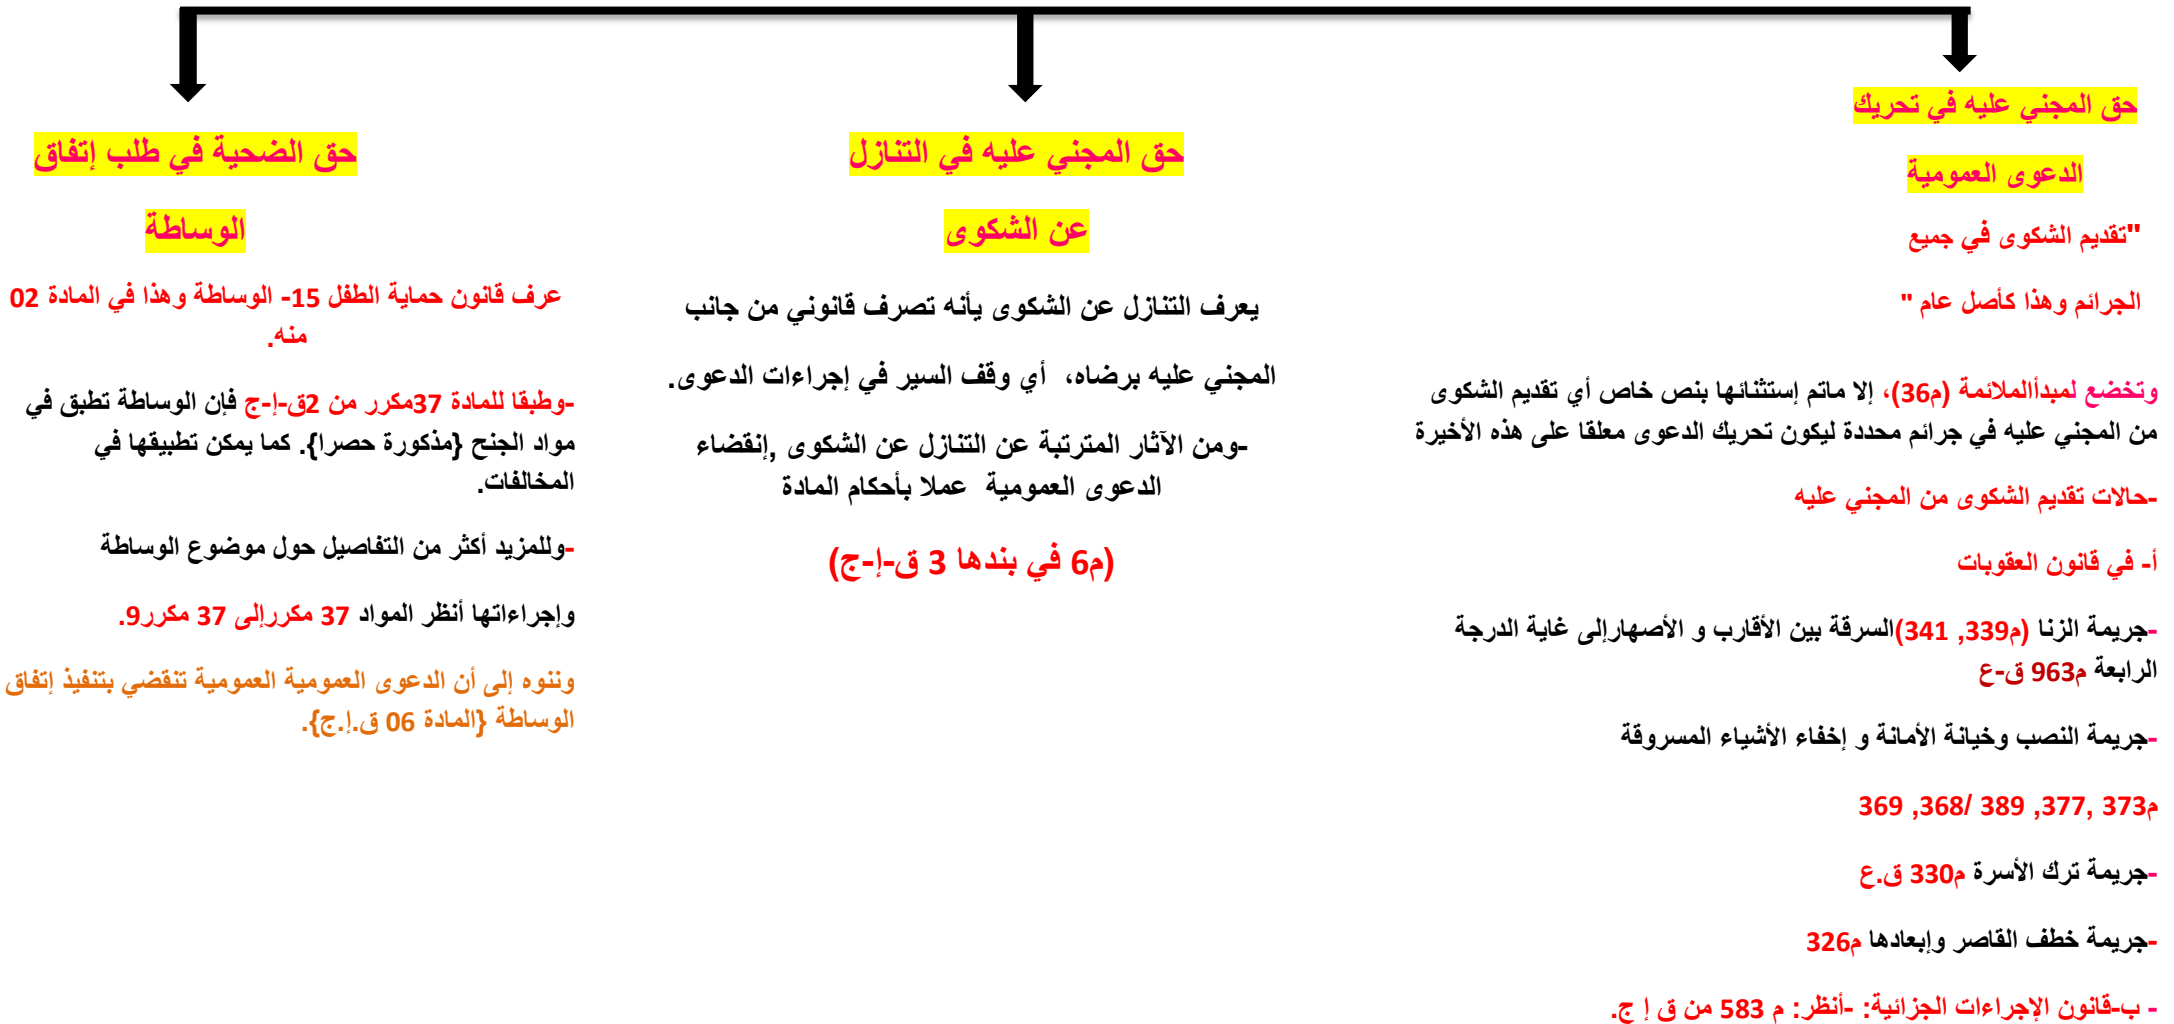 حق المجني عليه في تحريك
الدعوى العمومية
"تقديم الشكوى في جميع
الجرائم وهذا كأصل عام "
وتخضع لمبدأالملائمة (م36)، إلا ماتم إستثنائها بنص خاص أي تقديم الشكوى
من المجني عليه في جرائم محددة ليكون تحريك الدعوى معلقا على هذه الأخيرة
-حالات تقديم الشكوى من المجني عليه
أ- في قانون العقوبات
-جريمة الزنا (م339, 341)السرقة بين الأقارب و الأصهارإلى غاية الدرجة
الرابعة م963 ق-ع
-جريمة النصب وخيانة الأمانة و إخفاء الأشياء المسروقة
م373 ,377, 389 /368, 369
-جريمة ترك الأسرة م330 ق.ع
-جريمة خطف القاصر وإبعادها م326
- ب-قانون الإجراءات الجزائية: -أنظر: م 583 من ق إ ج.
حق المجني عليه في التنازل
عن الشكوى
يعرف التنازل عن الشكوى يأنه تصرف قانوني من جانب
المجني عليه برضاه، أي وقف السير في إجراءات الدعوى.
-ومن الآثار المترتبة عن التنازل عن الشكوى ,إنقضاء
الدعوى العمومية عملا بأحكام المادة
(م6 في بندها 3 ق-إ-ج)
حق الضحية في طلب إتفاق
الوساطة
عرف قانون حماية الطفل 15- الوساطة وهذا في المادة 02
منه.
-وطبقا للمادة 37مكرر من 2ق-إ-ج فإن الوساطة تطبق في
مواد الجنح {مذكورة حصرا}. كما يمكن تطبيقها في
المخالفات.
-وللمزيد أكثر من التفاصيل حول موضوع الوساطة
وإجراءاتها أنظر المواد 37 مكررإلى 37 مكرر9.
وننوه إلى أن الدعوى العمومية العمومية تنقضي بتنفيذ إتفاق
الوساطة {المادة 06 ق.إ.ج}.